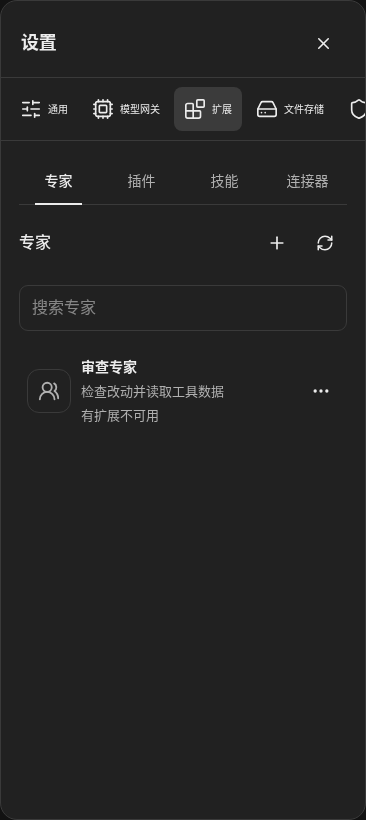 设置
通用 模型网关 扩展 文件存储
专家 插件 技能 连接器
专家
搜索专家
审查专家
检查改动并读取工具数据
有扩展不可用